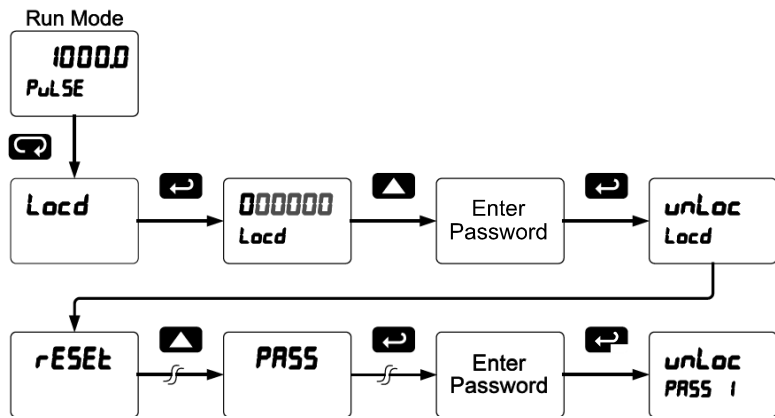 Run Mode
1000.0
PuLSE
Locd
000000
Locd
Enter
Password
unLoc
Locd
rESEt
PASS
Enter
Password
unLoc
PASS 1